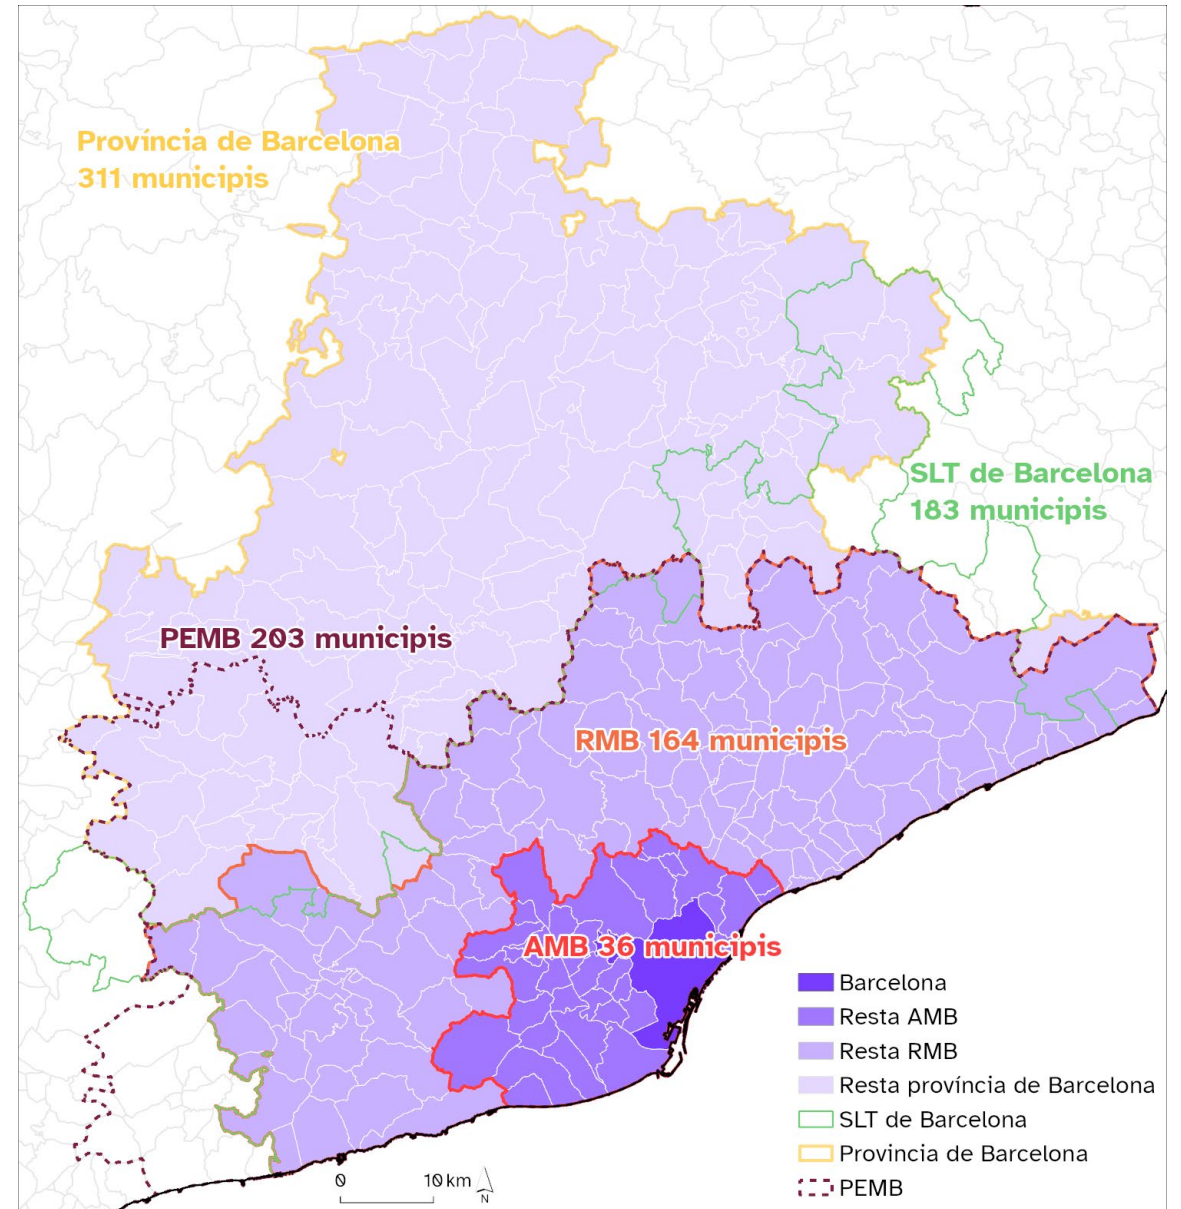 Província de Barcelona
311 municipis
SLT de Barcelona
183 municipis
PEMB 203 municipis
RMB 164 municipis
AMB 36 municipis
Barcelona
Resta AMB
Resta RMB
Resta província de Barcelona
SLT de Barcelona
Provincia de Barcelona
PEMB
0 10 km
N